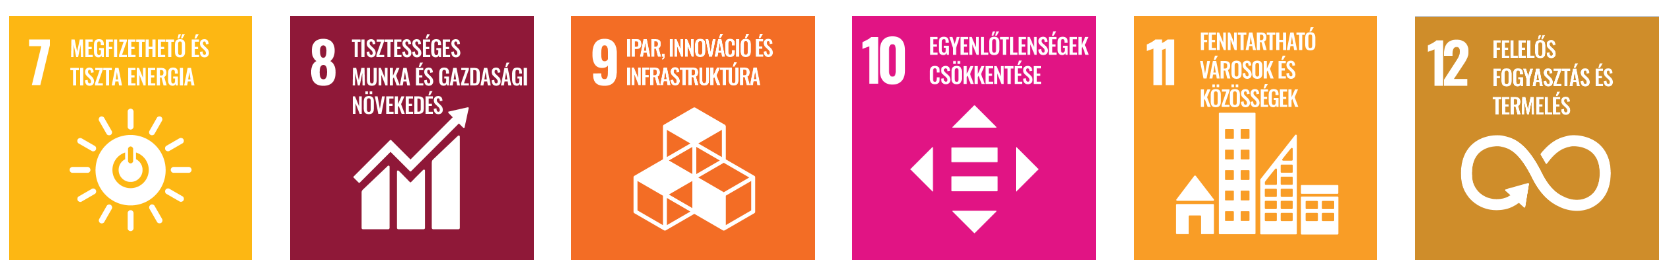 7
MEGFIZETHETŐ ÉS
TISZTA ENERGIA
8
TISZTESSÉGES
MUNKA ÉS GAZDASÁGI
NÖVEKEDÉS
9
IPAR, INNOVÁCIÓ ÉS
INFRASTRUKTÚRA
10
EGYENLŐTLENSÉGEK
CSÖKKENTÉSE
11
FENNTARTHATÓ
VÁROSOK ÉS
KÖZÖSSÉGEK
12
FELELŐS
FOGYASZTÁS ÉS
TERMELÉS